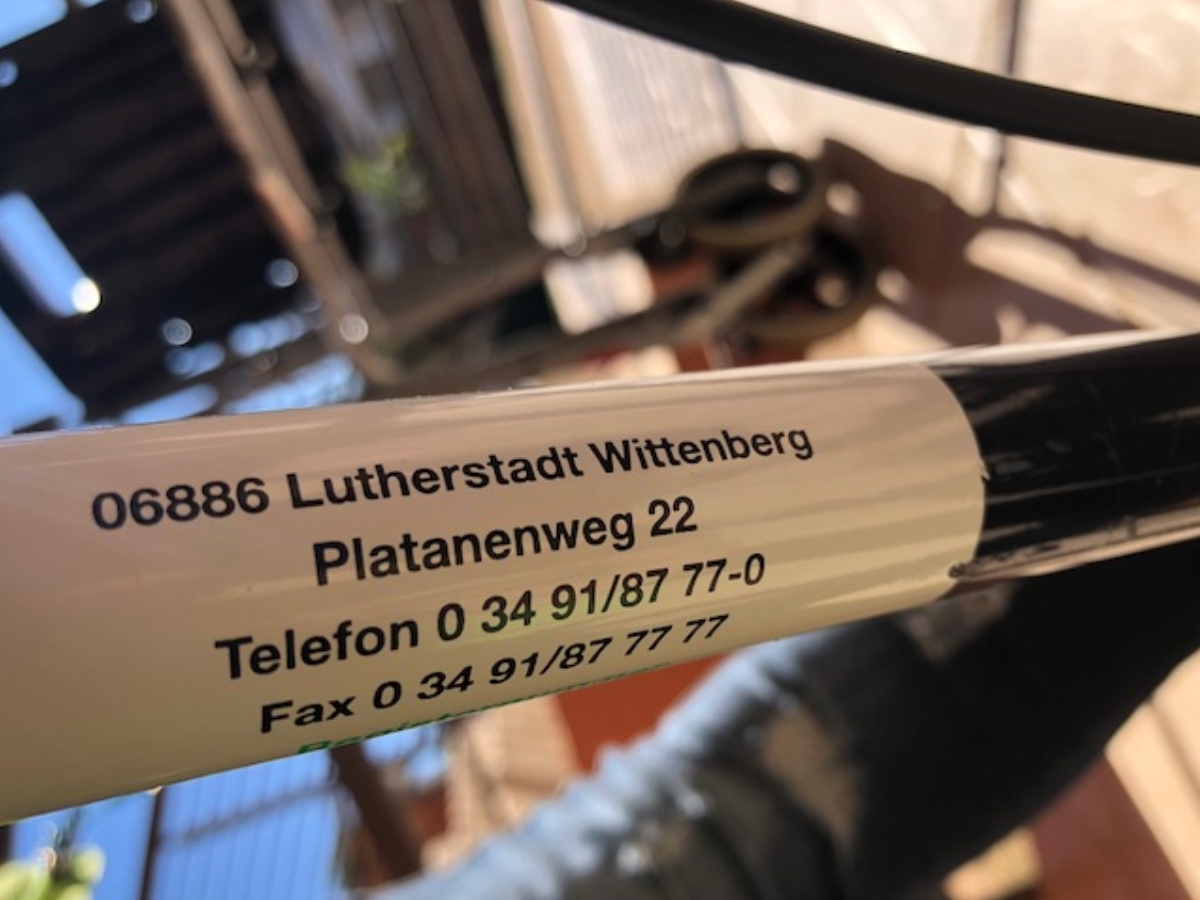 06886 Lutherstadt Wittenberg
Platanenweg 22
Telefon 0 34 91/87 77-0
Fax 0 34 91/87 77 77